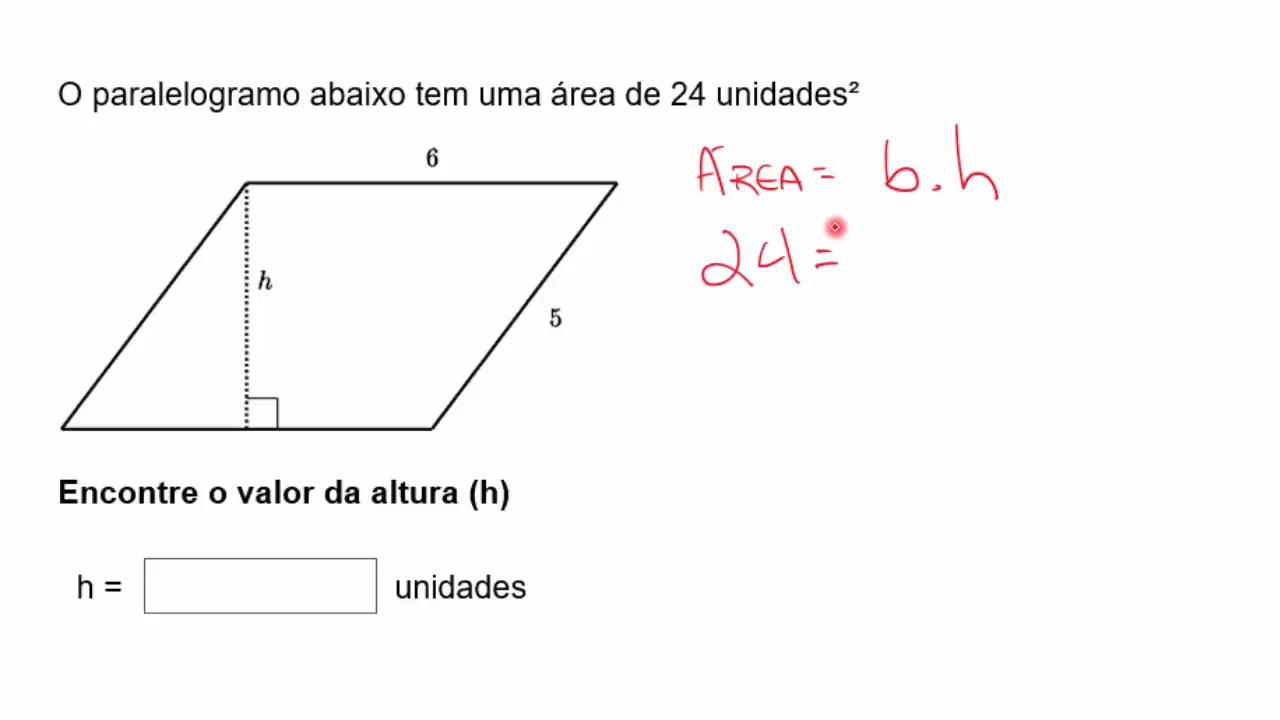 O paralelogramo abaixo tem uma área de 24 unidades²
6
ÁREA = b.h
24 =
h
5
Encontre o valor da altura (h)
h = unidades